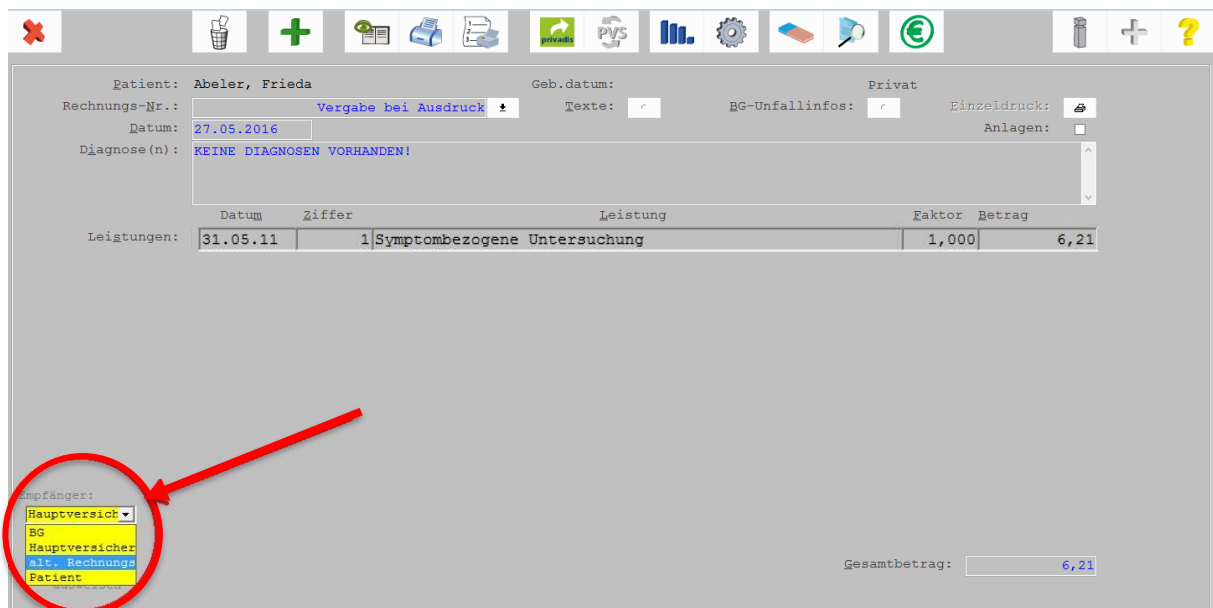 privadis PVS ?
Patient: Abeler, Frieda Geb.datum: Privat
Rechnungs-Nr.: Vergabe bei Ausdruck Texte: BG-Unfallinfos: Einzeldruck:
Datum: 27.05.2016 Anlagen:
Diagnose(n): KEINE DIAGNOSEN VORHANDEN!
Datum Ziffer Leistung Faktor Betrag
Leistungen: 31.05.11 1 Symptombezogene Untersuchung 1,000 6,21
Empfänger:
Hauptversich
BG
Hauptversicher
alt. Rechnungs
Patient
ausweisen
Gesamtbetrag: 6,21